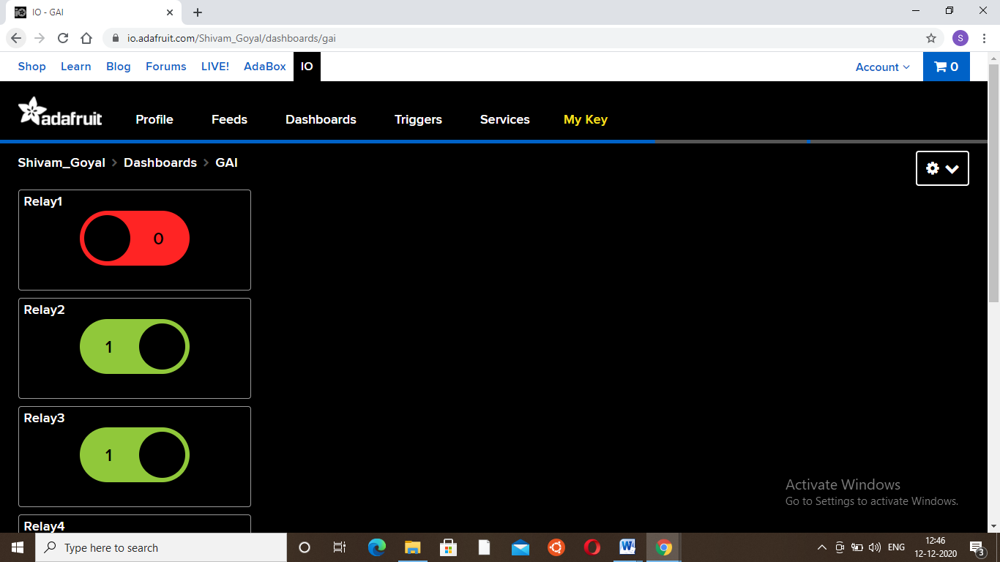 IO - GAI
io.adafruit.com/Shivam_Goyal/dashboards/gai
S
Shop Learn Blog Forums LIVE! AdaBox IO Account 0
adafruit Profile Feeds Dashboards Triggers Services My Key
Shivam_Goyal > Dashboards > GAI
Relay1
0
Relay2
1
Relay3
1
Relay4
Activate Windows
Go to Settings to activate Windows.
Type here to search
W
ENG
12:46
12-12-2020
3